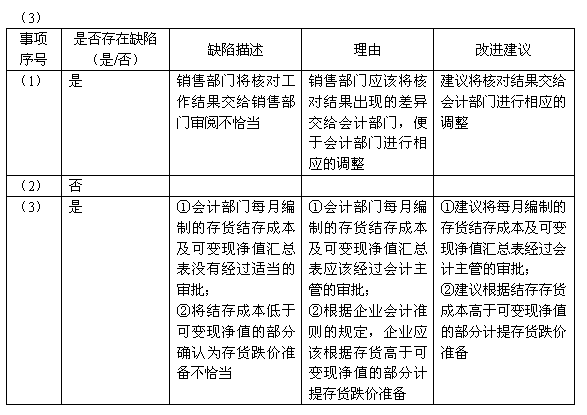 （3）
事项
序号
是否存在缺陷
（是/否）
缺陷描述
理由
改进建议
（1）
是
销售部门将核对工
作结果交给销售部
门审阅不恰当
销售部门应该将核
对结果出现的差异
交给会计部门，便
于会计部门进行相
应的调整
建议将核对结果交给
会计部门进行相应的
调整
（2）
否
（3）
是
①会计部门每月编
制的存货结存成本
及可变现净值汇总
表没有经过适当的
审批；
②将结存成本低于
可变现净值的部分
确认为存货跌价准
备不恰当
①会计部门每月编
制的存货结存成本
及可变现净值汇总
表应该经过会计主
管的审批；
②根据企业会计准
则的规定，企业应
该根据存货高于可
变现净值的部分计
提存货跌价准备
①建议将每月编制的
存货结存成本及可变
现净值汇总表经过会
计主管的审批；
②建议根据结存存货
成本高于可变现净值
的部分计提存货跌价
准备